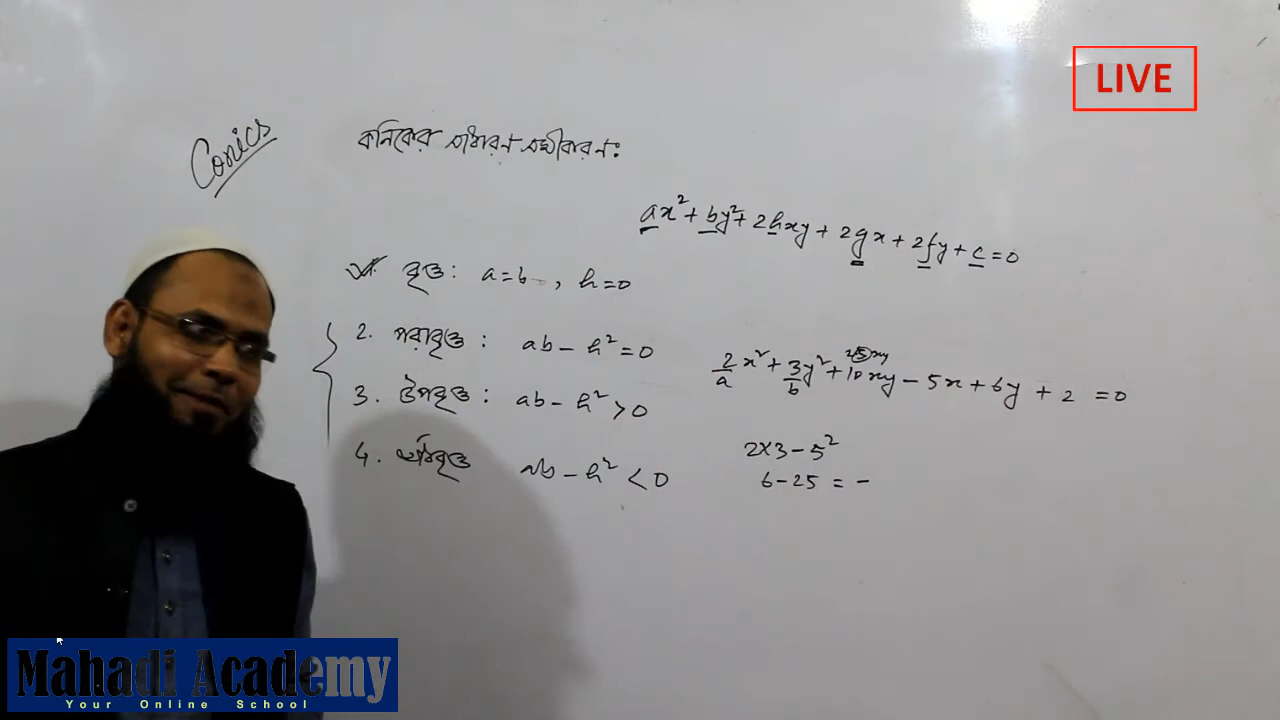 LIVE
Conics
কনিকের সাধারণ সমীকরণঃ
ax² + by² + 2hxy + 2gx + 2fy + c = 0
বৃত্ত : a = b , h = 0
2. পরাবৃত্ত : ab - h² = 0
2·5xy
2x² + 3y² + 10xy - 5x + 6y + 2 = 0
a b
3. উপবৃত্ত : ab - h² > 0
4. অধিবৃত্ত ab - h² < 0
2×3 - 5²
6 - 25 = -
Mahadi Academy
Your Online School